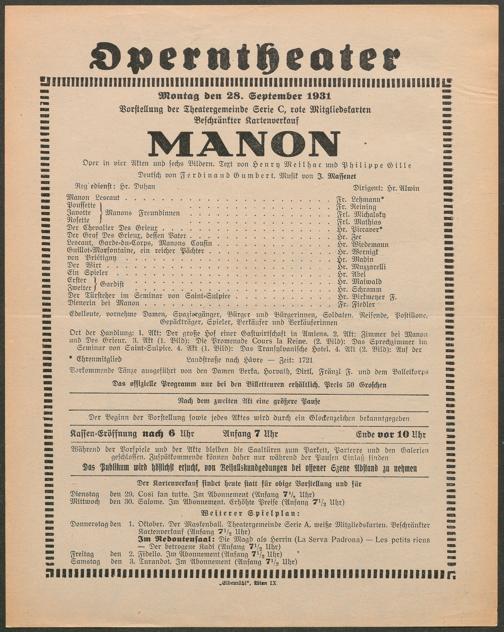 Operntheater
Montag den 28. September 1931
Vorstellung der Theatergemeinde Serie C, rote Mitgliedskarten
Beschränkter Kartenverkauf
MANON
Oper in vier Akten und sechs Bildern. Text von Henry Meilhac und Philippe Gille
Deutsch von Ferdinand Gumbert. Musik von J. Massenet
Regiedienst: Hr. Duhan Dirigent: Hr. Alwin
Manon Lescaut Fr. Lehmann*
Poussette Fr. Reining
Javotte Manons Freundinnen Frl. Michalsky
Rosette Frl. Mathias
Der Chevalier Des Grieux Hr. Piccaver*
Der Graf Des Grieux, dessen Vater Hr. Zec
Lescaut, Garde-du-Corps, Manons Cousin Hr. Wiedemann
Guillot-Morfontaine, ein reicher Pächter Hr. Wernigk
von Brétigny Hr. Madin
Der Wirt Hr. Muzzarelli
Ein Spieler Hr. Abel
Erster Hr. Maiwald
Zweiter Gardist Hr. Schramm
Der Türsteher im Seminar von Saint-Sulpice Hr. Birkmeyer F.
Dienerin bei Manon Fr. Fiedler
Edelleute, vornehme Damen, Spaziergänger, Bürger und Bürgerinnen, Soldaten, Reisende, Postillone,
Gepäckträger, Spieler, Verkäufer und Verkäuferinnen
Ort der Handlung: 1. Akt: Der große Hof einer Gastwirtschaft in Amiens. 2. Akt: Zimmer bei Manon
und Des Grieux. 3. Akt (1. Bild): Die Promenade Cours la Reine. (2. Bild): Das Sprechzimmer im
Seminar von Saint-Sulpice. 4. Akt (1. Bild): Das Transylvanische Hotel. 4. Akt (2. Bild): Auf der
* Ehrenmitglied Landstraße nach Hâvre — Zeit: 1721
Vorkommende Tänze ausgeführt von den Damen Berka, Horvath, Dirtl, Fränzl F. und dem Ballettkorps
Das offizielle Programm nur bei den Billetteuren erhältlich. Preis 50 Groschen
Nach dem zweiten Akt eine größere Pause
Der Beginn der Vorstellung sowie jedes Aktes wird durch ein Glockenzeichen bekanntgegeben
Kassen-Eröffnung nach 6 Uhr Anfang 7 Uhr Ende vor 10 Uhr
Während der Vorspiele und der Akte bleiben die Saaltüren zum Parkett, Parterre und den Galerien
geschlossen. Zuspätkommende können daher nur während der Pausen Einlaß finden
Das Publikum wird höflichst ersucht, von Beifallskundgebungen bei offener Szene Abstand zu nehmen
Der Kartenverkauf findet heute statt für obige Vorstellung und für
Dienstag den 29. Cosi fan tutte. Im Abonnement (Anfang 7½ Uhr)
Mittwoch den 30. Salome. Im Abonnement. Erhöhte Preise (Anfang 7½ Uhr)
Weiterer Spielplan:
Donnerstag den 1. Oktober. Der Maskenball. Theatergemeinde Serie A, weiße Mitgliedskarten. Beschränkter
Kartenverkauf (Anfang 7½ Uhr)
Im Redoutensaal: Die Magd als Herrin (La Serva Padrona) — Les petits riens
— Der betrogene Kadi (Anfang 7½ Uhr)
Freitag den 2. Fidelio. Im Abonnement (Anfang 7½ Uhr)
Samstag den 3. Turandot. Im Abonnement (Anfang 7½ Uhr)
„Elbemühl", Wien IX.